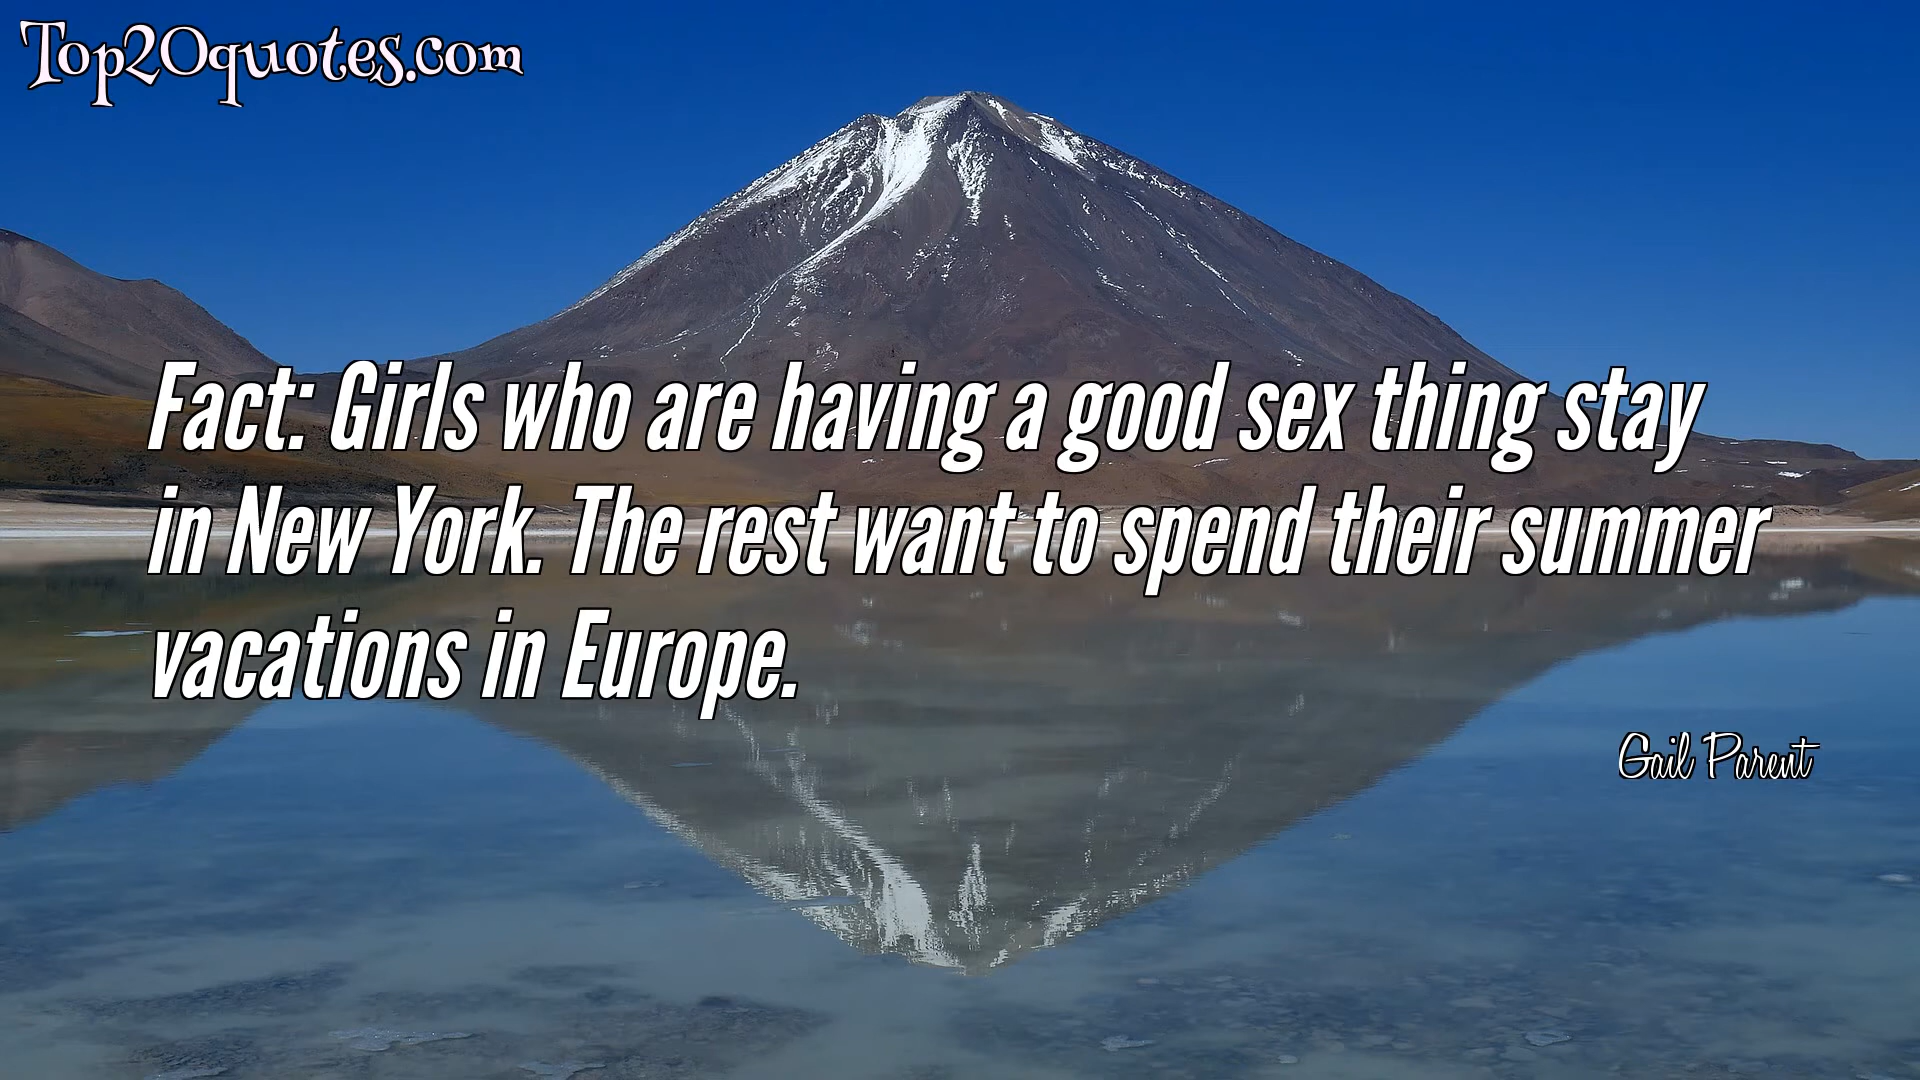 Top20quotes.com
Fact: Girls who are having a good sex thing stay
in New York. The rest want to spend their summer
vacations in Europe.
Gail Parent